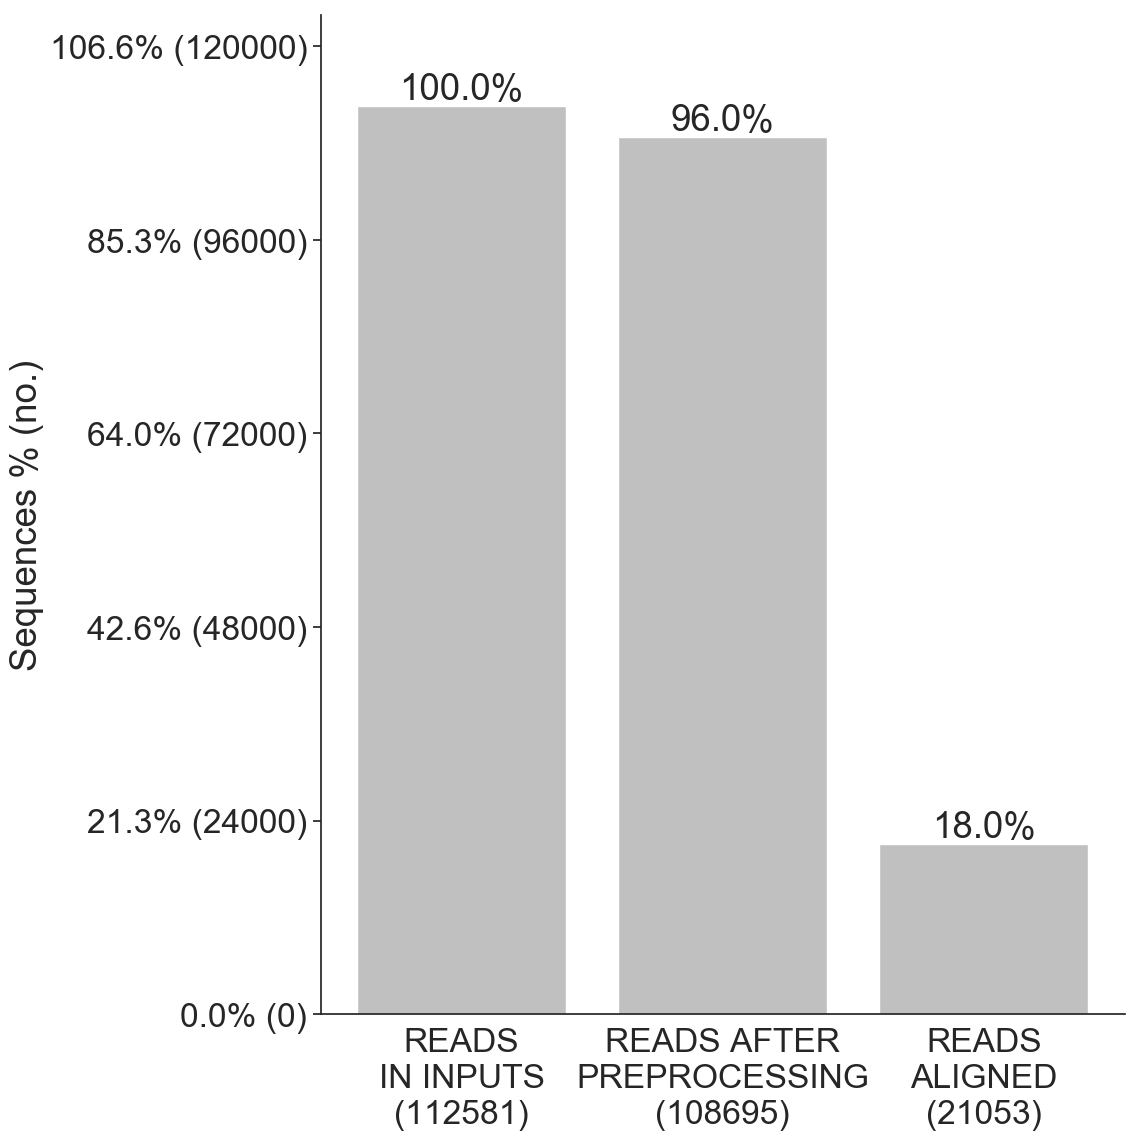 Sequences % (no.)
106.6% (120000)
85.3% (96000)
64.0% (72000)
42.6% (48000)
21.3% (24000)
0.0% (0)
100.0%
96.0%
18.0%
READS
IN INPUTS
(112581)
READS AFTER
PREPROCESSING
(108695)
READS
ALIGNED
(21053)